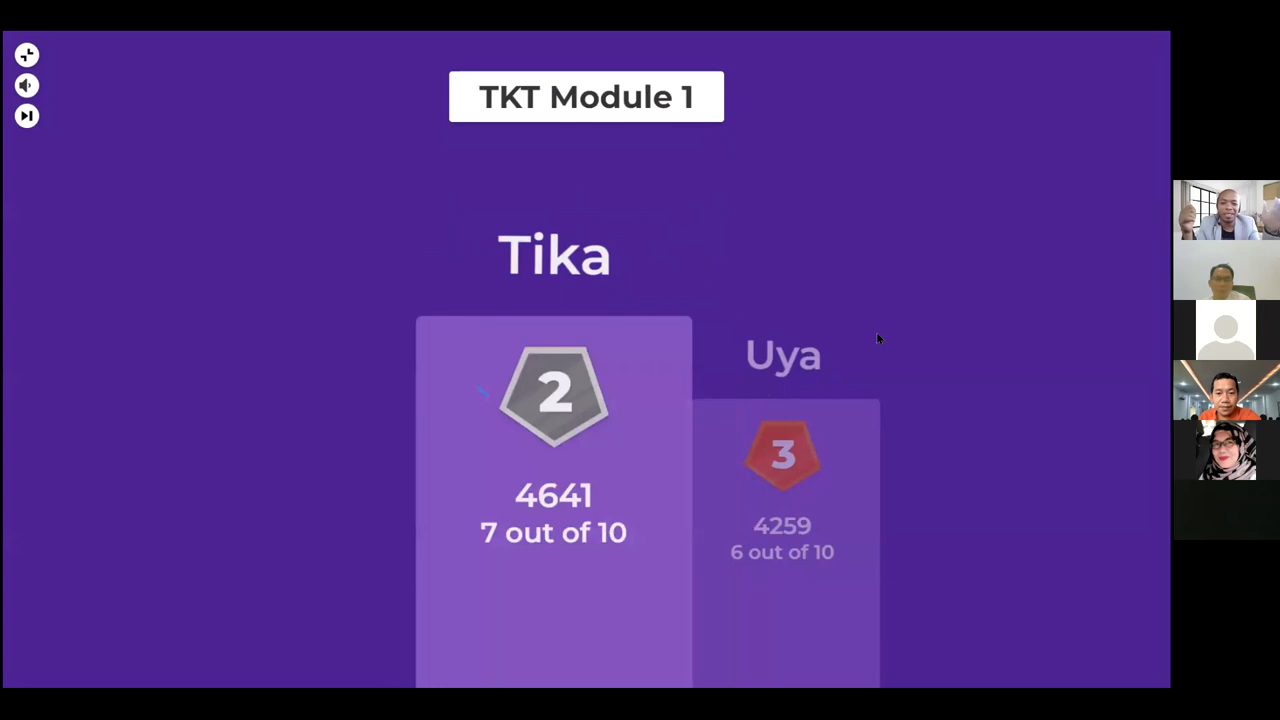 TKT Module 1
Tika
2
4641
7 out of 10
Uya
3
4259
6 out of 10